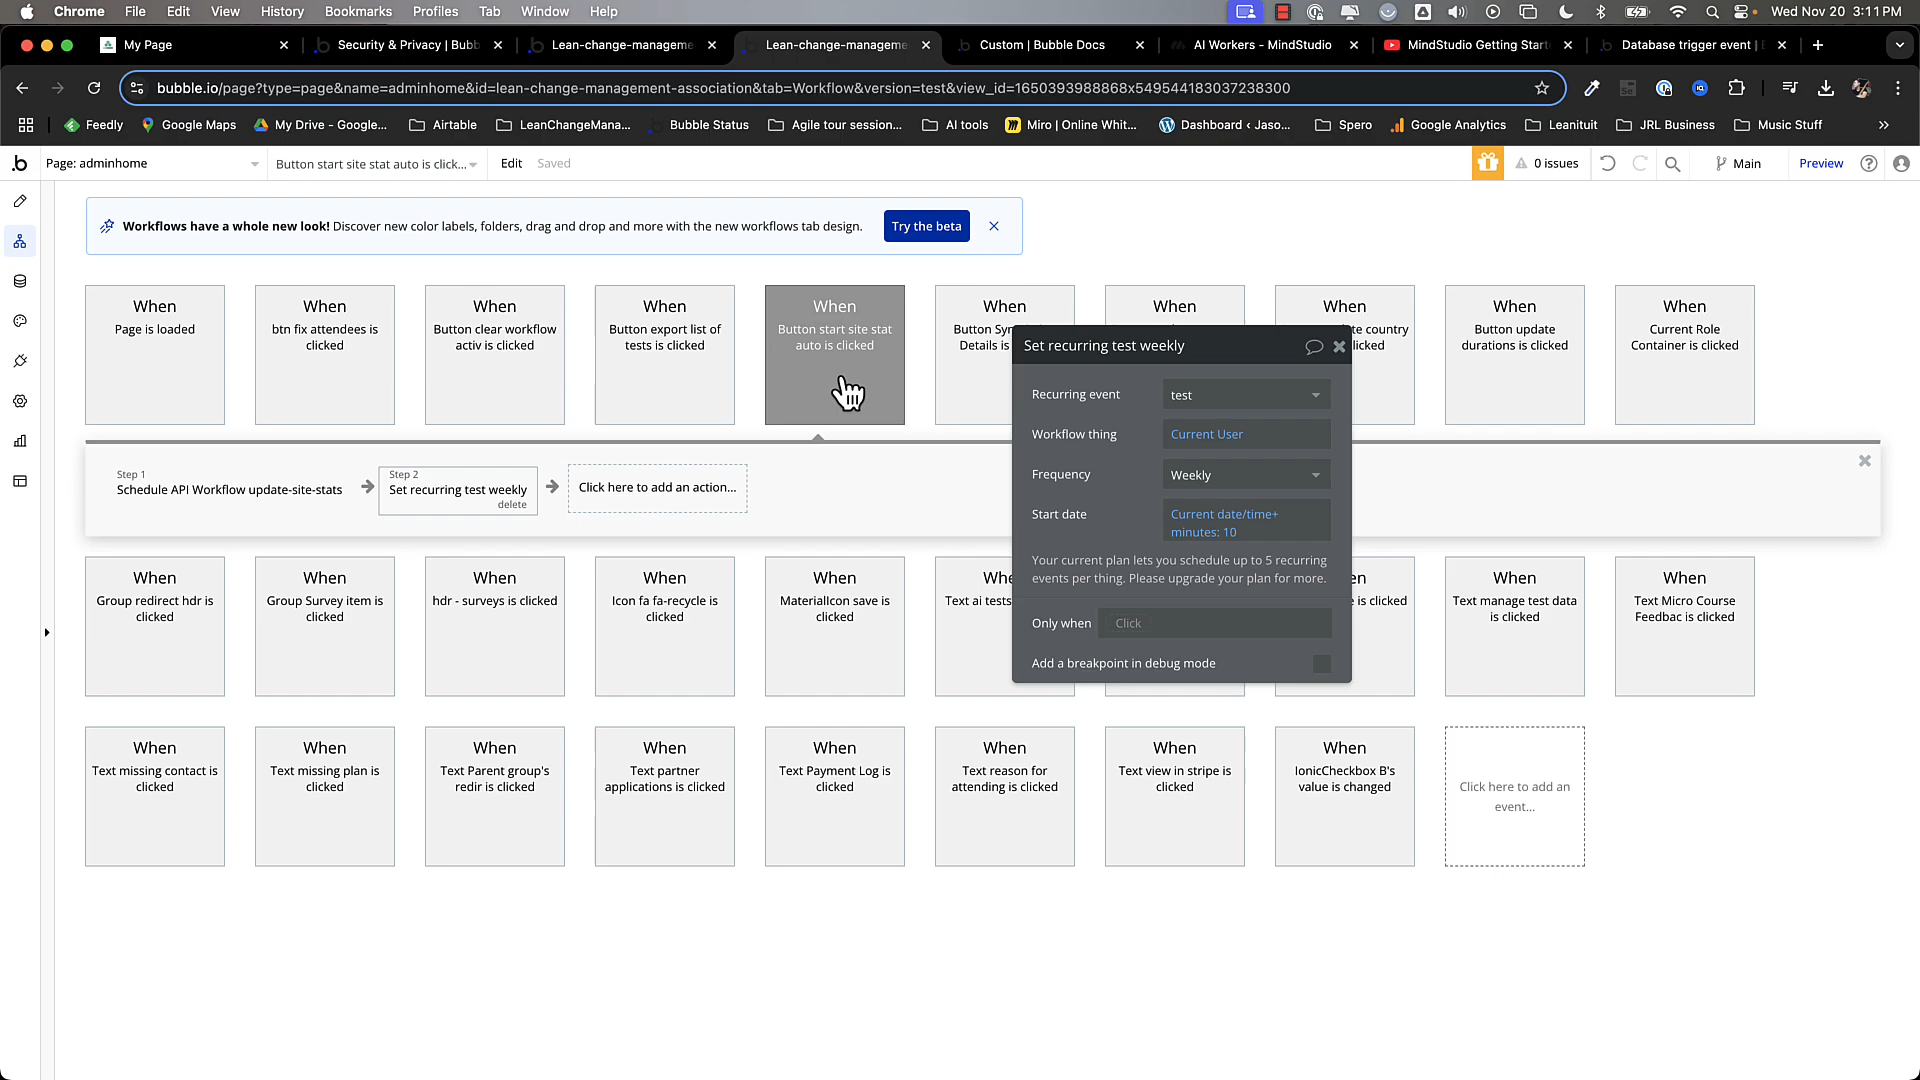 Chrome File Edit View History Bookmarks Profiles Tab Window Help Wed Nov 20 3:11 PM
My Page Security & Privacy | Bubb Lean-change-manageme Lean-change-manageme Custom | Bubble Docs AI Workers - MindStudio MindStudio Getting Start Database trigger event |
bubble.io/page?type=page&name=adminhome&id=lean-change-management-association&tab=Workflow&version=test&view_id=1650393988868x549544183037238300
Feedly Google Maps My Drive - Google... Airtable LeanChangeMana... Bubble Status Agile tour session... AI tools Miro | Online Whit... Dashboard ‹ Jaso... Spero Google Analytics Leanituit JRL Business Music Stuff
Page: adminhome Button start site stat auto is click... Edit Saved 0 issues Main Preview
Workflows have a whole new look! Discover new color labels, folders, drag and drop and more with the new workflows tab design. Try the beta
When
Page is loaded
When
btn fix attendees is
clicked
When
Button clear workflow
activ is clicked
When
Button export list of
tests is clicked
When
Button start site stat
auto is clicked
When
Details is
When
When
te country
licked
When
Button update
durations is clicked
When
Current Role
Container is clicked
Set recurring test weekly
Recurring event test
Workflow thing Current User
Frequency Weekly
Start date Current date/time+
minutes: 10
Your current plan lets you schedule up to 5 recurring
events per thing. Please upgrade your plan for more.
Only when Click
Add a breakpoint in debug mode
Step 1
Schedule API Workflow update-site-stats
Step 2
Set recurring test weekly
delete
Click here to add an action...
When
Group redirect hdr is
clicked
When
Group Survey item is
clicked
When
hdr - surveys is clicked
When
Icon fa fa-recycle is
clicked
When
MaterialIcon save is
clicked
Text ai tests
is clicked
When
Text manage test data
is clicked
When
Text Micro Course
Feedbac is clicked
When
Text missing contact is
clicked
When
Text missing plan is
clicked
When
Text Parent group's
redir is clicked
When
Text partner
applications is clicked
When
Text Payment Log is
clicked
When
Text reason for
attending is clicked
When
Text view in stripe is
clicked
When
IonicCheckbox B's
value is changed
Click here to add an
event...